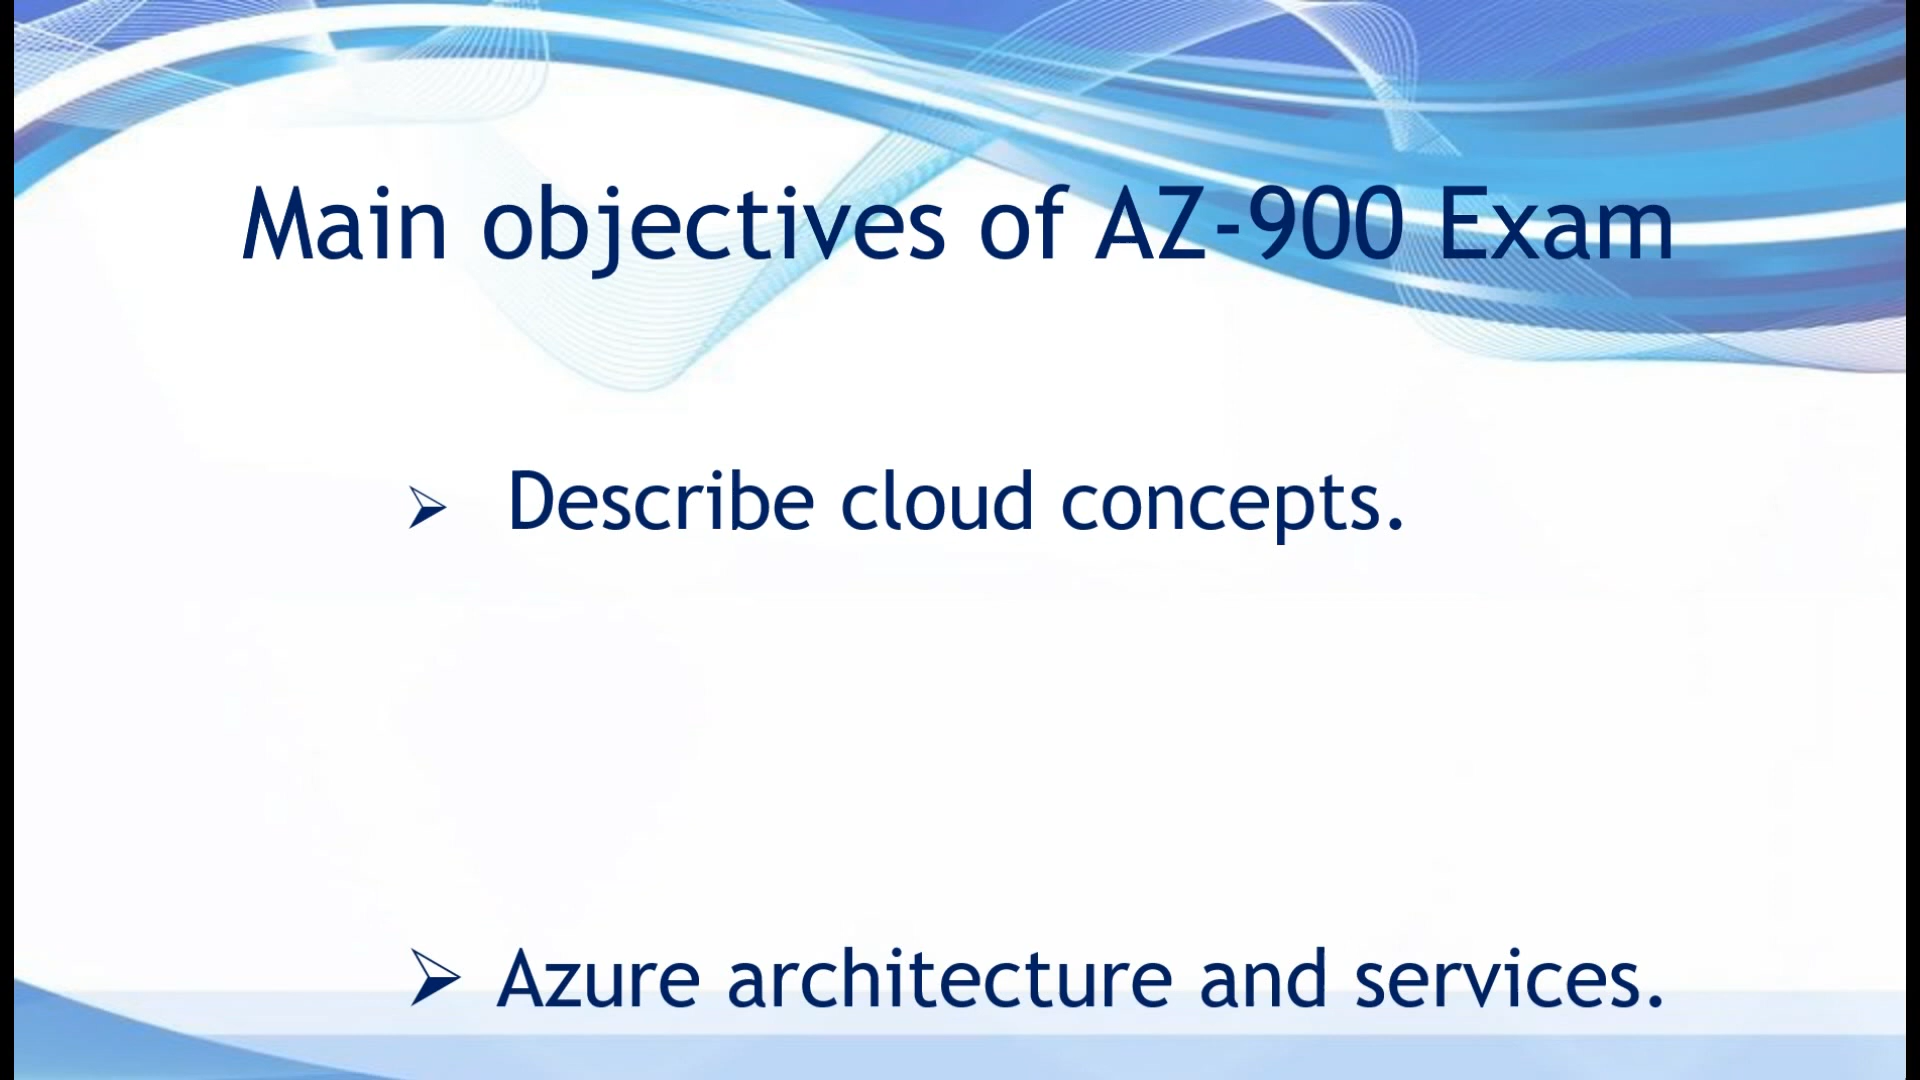 Main objectives of AZ-900 Exam
➢ Describe cloud concepts.
➢ Azure architecture and services.